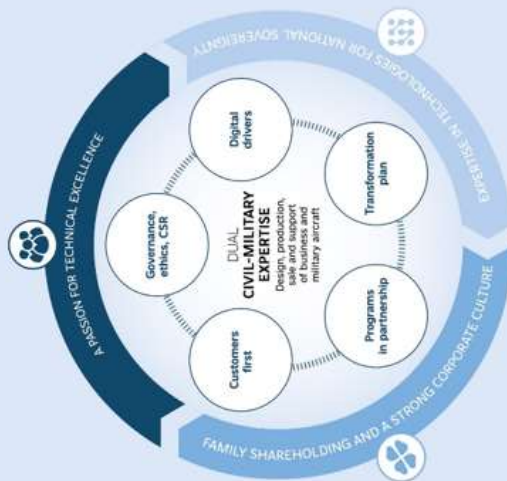 A PASSION FOR TECHNICAL EXCELLENCE
EXPERTISE IN TECHNOLOGIES FOR NATIONAL SOVEREIGNTY
FAMILY SHAREHOLDING AND A STRONG CORPORATE CULTURE
Governance,
ethics, CSR
Digital
drivers
Transformation
plan
Programs
in partnership
Customers
first
DUAL
CIVIL-MILITARY
EXPERTISE
Design, production,
sale and support
of business and
military aircraft